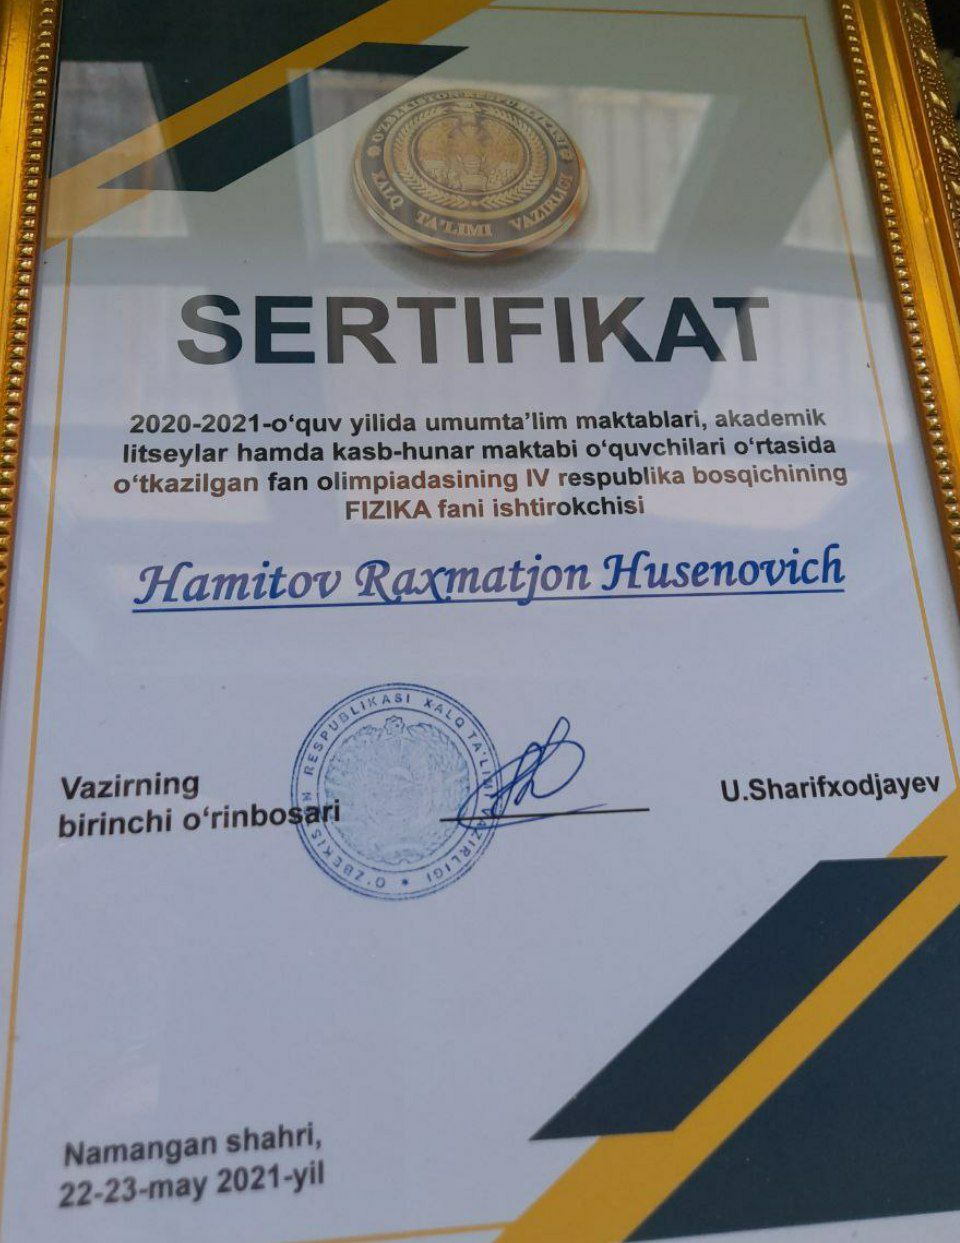 O'ZBEKISTON RESPUBLIKASI
XALQ TA'LIMI VAZIRLIGI
SERTIFIKAT
2020-2021-o‘quv yilida umumta’lim maktablari, akademik
litseylar hamda kasb-hunar maktabi o‘quvchilari o‘rtasida
o‘tkazilgan fan olimpiadasining IV respublika bosqichining
FIZIKA fani ishtirokchisi
Hamitov Raxmatjon Husenovich
Vazirning
birinchi o‘rinbosari
O'ZBEKISTON RESPUBLIKASI XALQ TA'LIMI VAZIRLIGI
U.Sharifxodjayev
Namangan shahri,
22-23-may 2021-yil